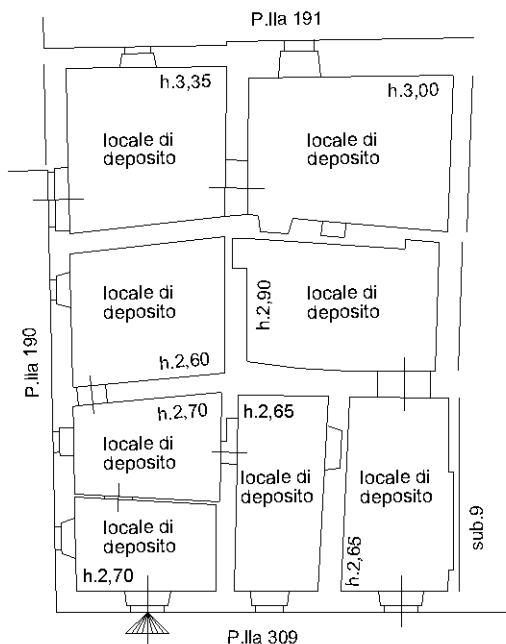 P.lla 191
h.3,35
h.3,00
locale di
deposito
locale di
deposito
locale di
deposito
h.2,90
locale di
deposito
P.lla 190
h.2,60
h.2,70
h.2,65
locale di
deposito
locale di
deposito
locale di
deposito
sub.9
locale di
deposito
h.2,70
h.2,65
P.lla 309